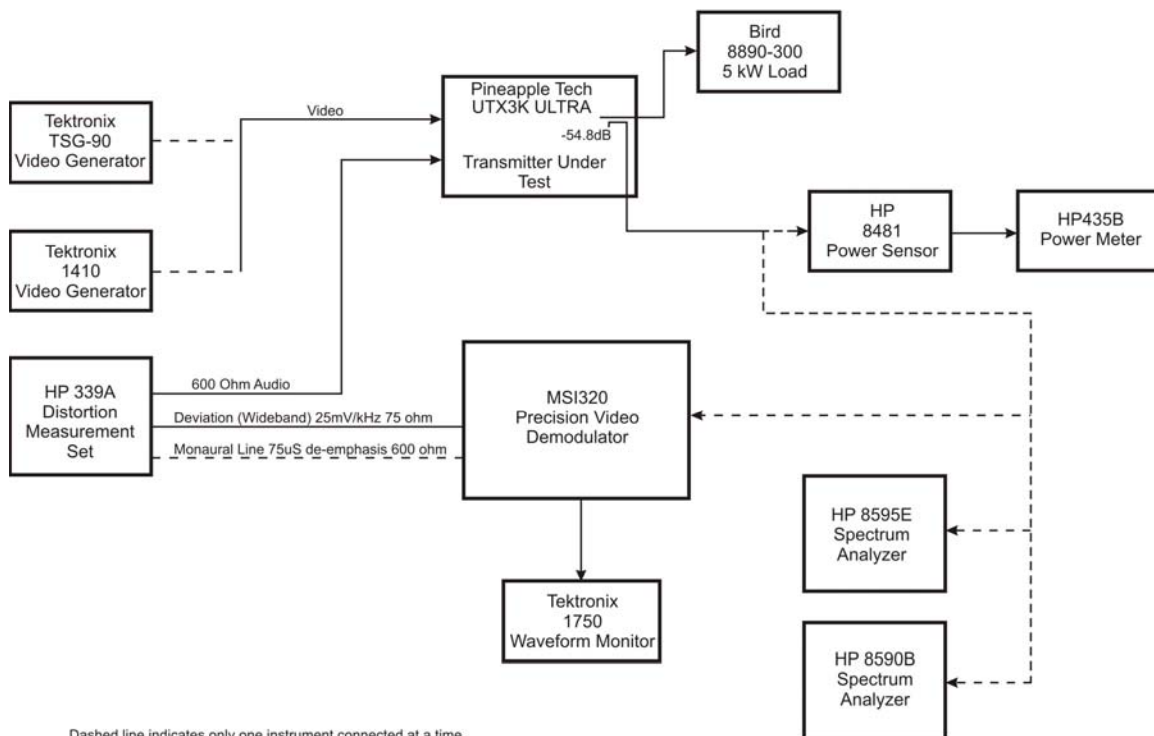 Bird
8890-300
5 kW Load
Pineapple Tech
UTX3K ULTRA
-54.8dB
Transmitter Under
Test
Video
Tektronix
TSG-90
Video Generator
HP
8481
Power Sensor
HP435B
Power Meter
Tektronix
1410
Video Generator
HP 339A
Distortion
Measurement
Set
600 Ohm Audio
Deviation (Wideband) 25mV/kHz 75 ohm
Monaural Line 75uS de-emphasis 600 ohm
MSI320
Precision Video
Demodulator
HP 8595E
Spectrum
Analyzer
Tektronix
1750
Waveform Monitor
HP 8590B
Spectrum
Analyzer
Dashed line indicates only one instrument connected at a time